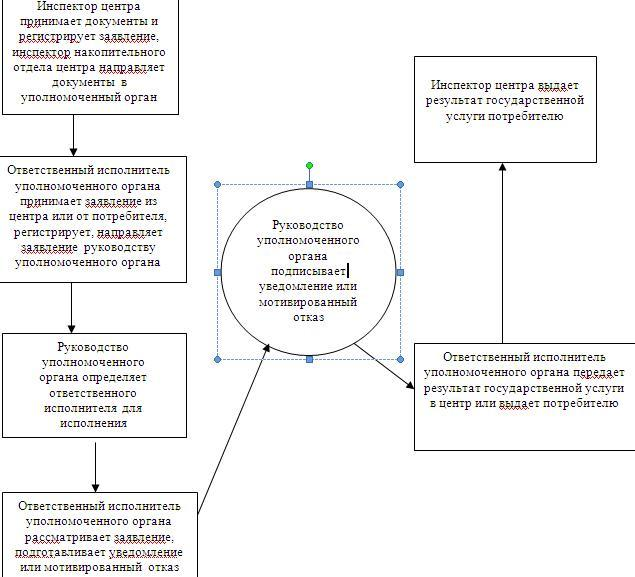 Инспектор центра
принимает документы и
регистрирует заявление,
инспектор накопительного
отдела центра направляет
документы в
уполномоченный орган
Ответственный исполнитель
уполномоченного органа
принимает заявление из
центра или от потребителя,
регистрирует, направляет
заявление руководству
уполномоченного органа
Руководство
уполномоченного
органа определяет
ответственного
исполнителя для
исполнения
Ответственный исполнитель
уполномоченного органа
рассматривает заявление,
подготавливает уведомление
или мотивированный отказ
Руководство
уполномоченного
органа
подписывает
уведомление или
мотивированный
отказ
Ответственный исполнитель
уполномоченного органа передает
результат государственной услуги
в центр или выдает потребителю
Инспектор центра выдает
результат государственной
услуги потребителю